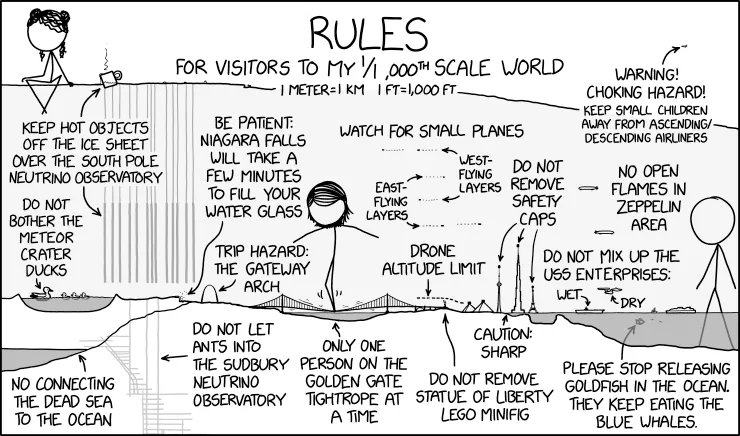 RULES
FOR VISITORS TO MY 1/1,000TH SCALE WORLD
1 METER=1 KM 1 FT=1,000 FT
KEEP HOT OBJECTS
OFF THE ICE SHEET
OVER THE SOUTH POLE
NEUTRINO OBSERVATORY
DO NOT
BOTHER THE
METEOR
CRATER
DUCKS
BE PATIENT:
NIAGARA FALLS
WILL TAKE A
FEW MINUTES
TO FILL YOUR
WATER GLASS
TRIP HAZARD:
THE GATEWAY
ARCH
WATCH FOR SMALL PLANES
WEST-
FLYING
LAYERS
EAST-
FLYING
LAYERS
DRONE
ALTITUDE LIMIT
DO NOT
REMOVE
SAFETY
CAPS
WARNING!
CHOKING HAZARD!
KEEP SMALL CHILDREN
AWAY FROM ASCENDING/
DESCENDING AIRLINERS
NO OPEN
FLAMES IN
ZEPPELIN
AREA
DO NOT MIX UP THE
USS ENTERPRISES:
WET
DRY
NO CONNECTING
THE DEAD SEA
TO THE OCEAN
DO NOT LET
ANTS INTO
THE SUDBURY
NEUTRINO
OBSERVATORY
ONLY ONE
PERSON ON THE
GOLDEN GATE
TIGHTROPE AT
A TIME
DO NOT REMOVE
STATUE OF LIBERTY
LEGO MINIFIG
CAUTION:
SHARP
PLEASE STOP RELEASING
GOLDFISH IN THE OCEAN.
THEY KEEP EATING THE
BLUE WHALES.